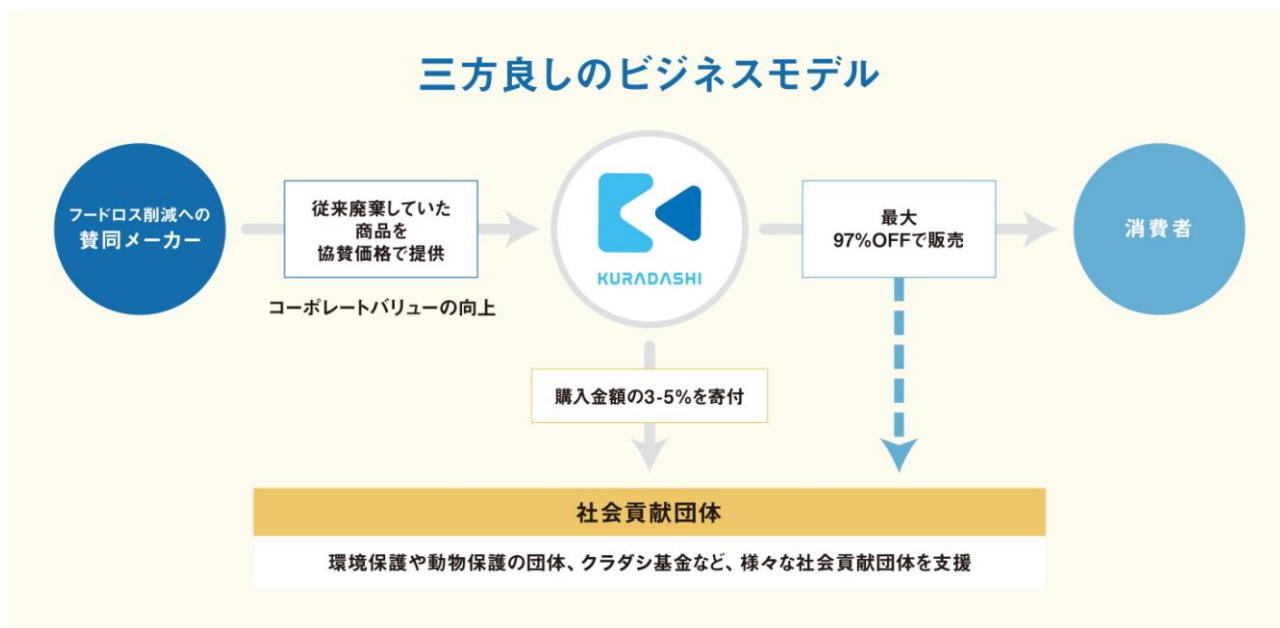 三方良しのビジネスモデル
フードロス削減への
賛同メーカー
従来廃棄していた
商品を
協賛価格で提供
コーポレートバリューの向上
KURADASHI
最大
97%OFFで販売
消費者
購入金額の3-5%を寄付
社会貢献団体
環境保護や動物保護の団体、クラダシ基金など、様々な社会貢献団体を支援